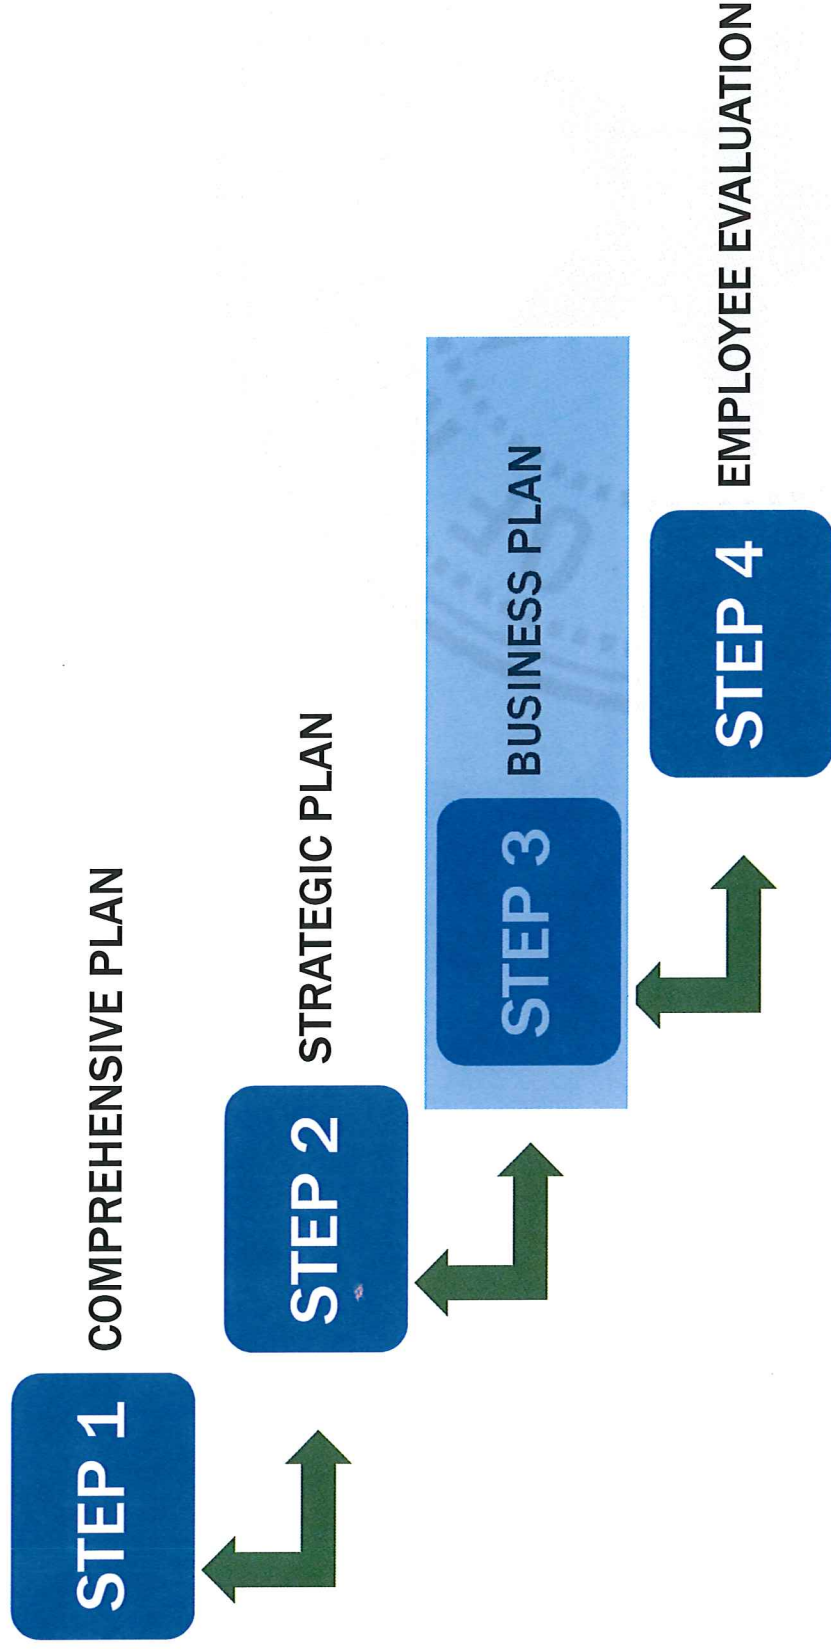 STEP 1
COMPREHENSIVE PLAN
STEP 2
STRATEGIC PLAN
STEP 3
BUSINESS PLAN
STEP 4
EMPLOYEE EVALUATION